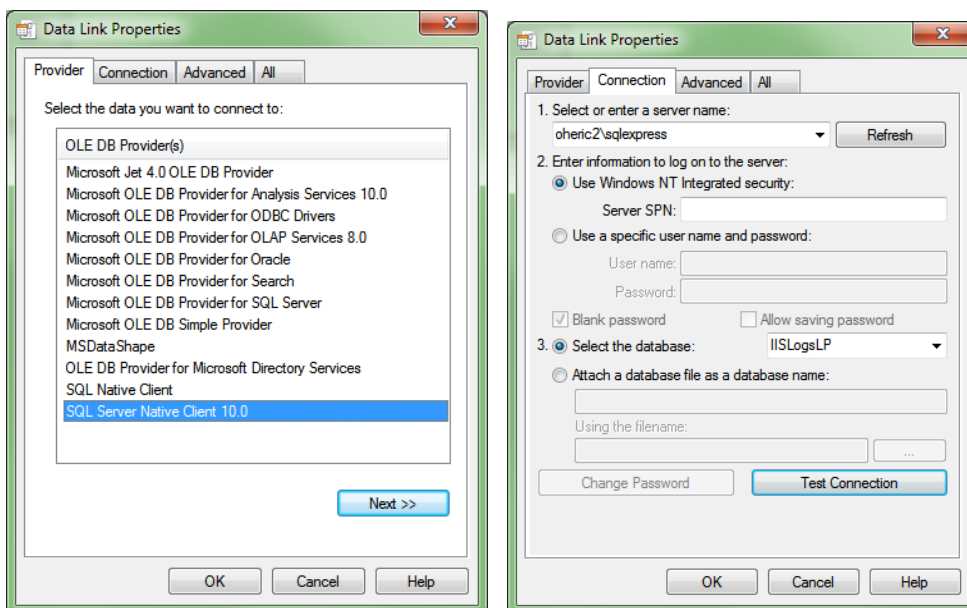 Data Link Properties
Provider Connection Advanced All
Select the data you want to connect to:
OLE DB Provider(s)
Microsoft Jet 4.0 OLE DB Provider
Microsoft OLE DB Provider for Analysis Services 10.0
Microsoft OLE DB Provider for ODBC Drivers
Microsoft OLE DB Provider for OLAP Services 8.0
Microsoft OLE DB Provider for Oracle
Microsoft OLE DB Provider for Search
Microsoft OLE DB Provider for SQL Server
Microsoft OLE DB Simple Provider
MSDataShape
OLE DB Provider for Microsoft Directory Services
SQL Native Client
SQL Server Native Client 10.0
Next >>
OK Cancel Help
Data Link Properties
Provider Connection Advanced All
1. Select or enter a server name:
oheric2\sqlexpress Refresh
2. Enter information to log on to the server:
Use Windows NT Integrated security:
Server SPN:
Use a specific user name and password:
User name:
Password:
Blank password Allow saving password
3. Select the database: IISLogsLP
Attach a database file as a database name:
Using the filename:
...
Change Password Test Connection
OK Cancel Help